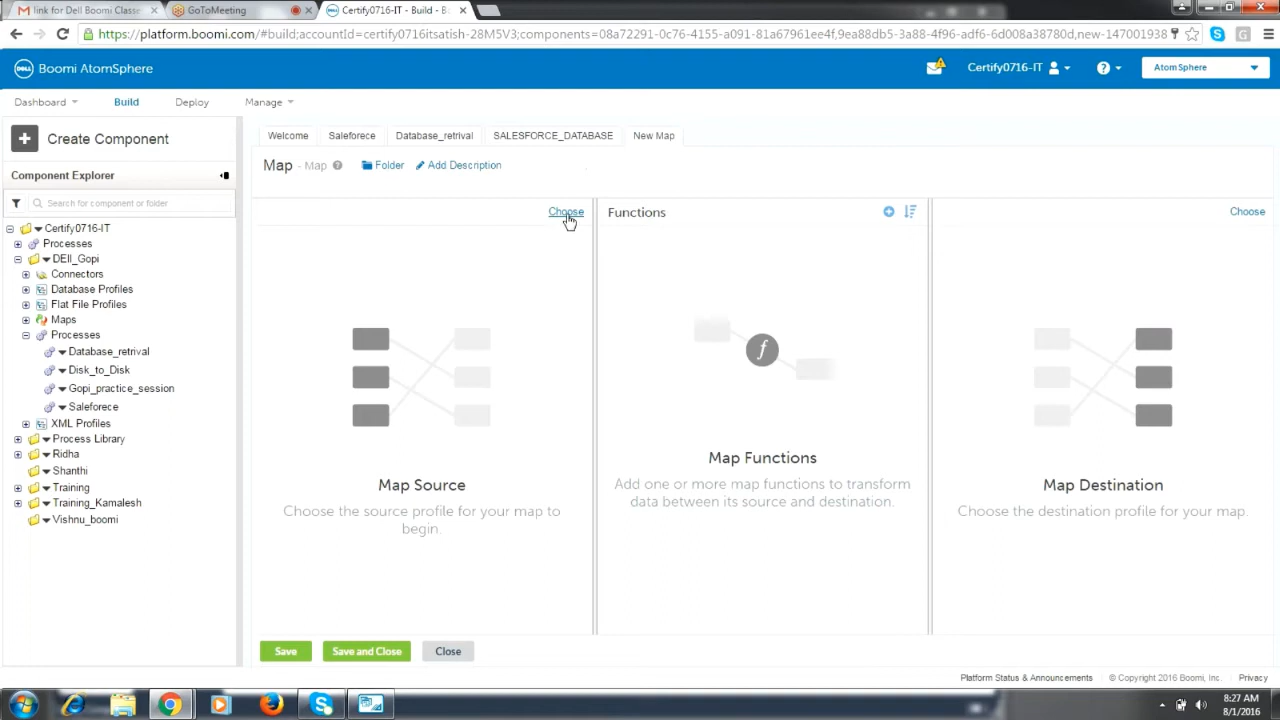 link for Dell Boomi Classe
GoToMeeting
Certify0716-IT - Build - Bo
https://platform.boomi.com/#build;accountId=certify0716itsatish-28M5V3;components=08a72291-0c76-4155-a091-81a67961ee4f,9ea88db5-3a88-4f96-adf6-6d008a38780d,new-147001938
DELL Boomi AtomSphere
Certify0716-IT
AtomSphere
Dashboard
Build
Deploy
Manage
Create Component
Welcome
Saleforece
Database_retrival
SALESFORCE_DATABASE
New Map
Map - Map
Folder
Add Description
Component Explorer
Search for component or folder
Choose
Functions
Choose
Certify0716-IT
Processes
DEll_Gopi
Connectors
Database Profiles
Flat File Profiles
Maps
Processes
Database_retrival
Disk_to_Disk
Gopi_practice_session
Saleforece
XML Profiles
Process Library
Ridha
Shanthi
Training
Training_Kamalesh
Vishnu_boomi
Map Source
Choose the source profile for your map to
begin.
f
Map Functions
Add one or more map functions to transform
data between its source and destination.
Map Destination
Choose the destination profile for your map.
Save
Save and Close
Close
Platform Status & Announcements
© Copyright 2016 Boomi, Inc.
Privacy
8:27 AM
8/1/2016